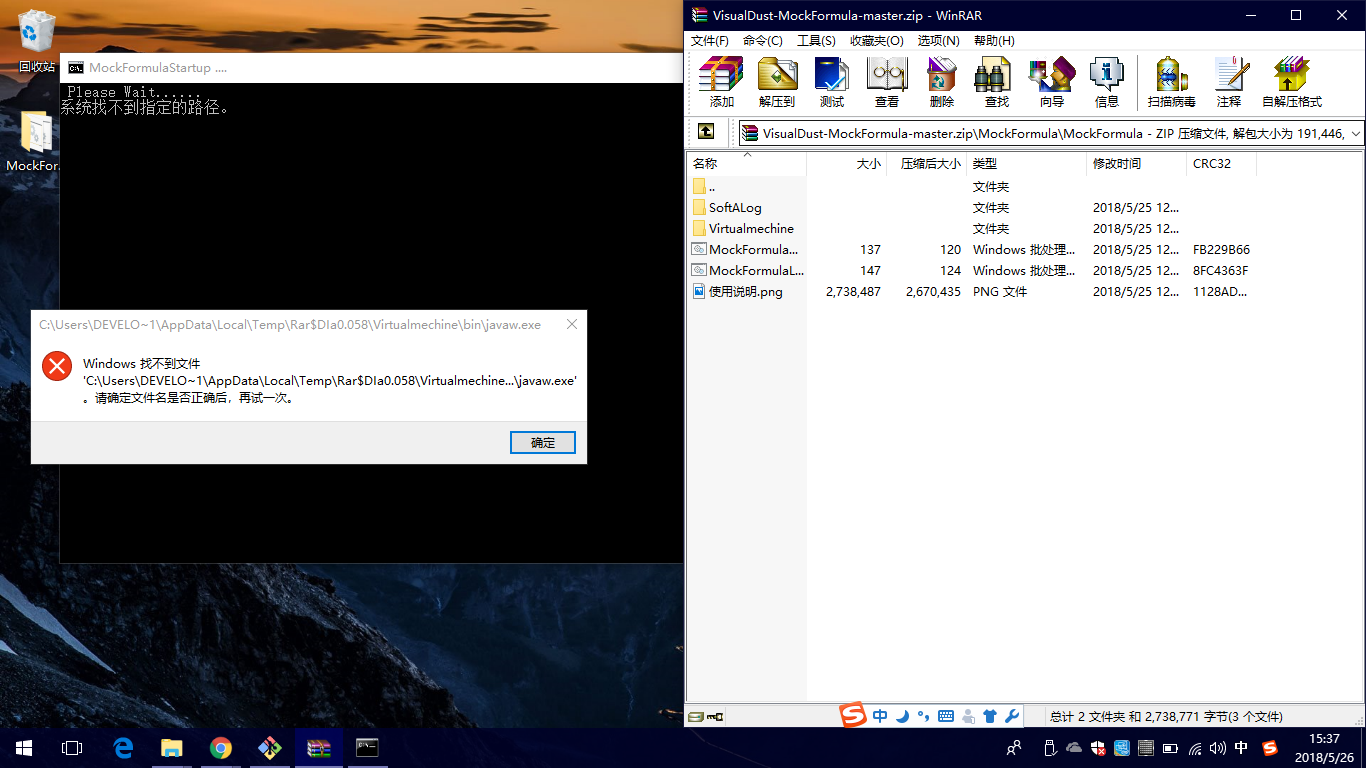 回收站
MockFor
MockFormulaStartup ....
Please Wait......
系统找不到指定的路径。
C:\Users\DEVELO~1\AppData\Local\Temp\Rar$DIa0.058\Virtualmechine\bin\javaw.exe
Windows 找不到文件
'C:\Users\DEVELO~1\AppData\Local\Temp\Rar$DIa0.058\Virtualmechine...\javaw.exe'
。请确定文件名是否正确后，再试一次。
确定
VisualDust-MockFormula-master.zip - WinRAR
文件(F) 命令(C) 工具(S) 收藏夹(O) 选项(N) 帮助(H)
添加 解压到 测试 查看 删除 查找 向导 信息 扫描病毒 注释 自解压格式
VisualDust-MockFormula-master.zip\MockFormula\MockFormula - ZIP 压缩文件, 解包大小为 191,446,
名称 大小 压缩后大小 类型 修改时间 CRC32
.. 文件夹
SoftALog 文件夹 2018/5/25 12...
Virtualmechine 文件夹 2018/5/25 12...
MockFormula... 137 120 Windows 批处理... 2018/5/25 12... FB229B66
MockFormulaL... 147 124 Windows 批处理... 2018/5/25 12... 8FC4363F
使用说明.png 2,738,487 2,670,435 PNG 文件 2018/5/25 12... 1128AD...
中
总计 2 文件夹 和 2,738,771 字节(3 个文件)
中
15:37
2018/5/26